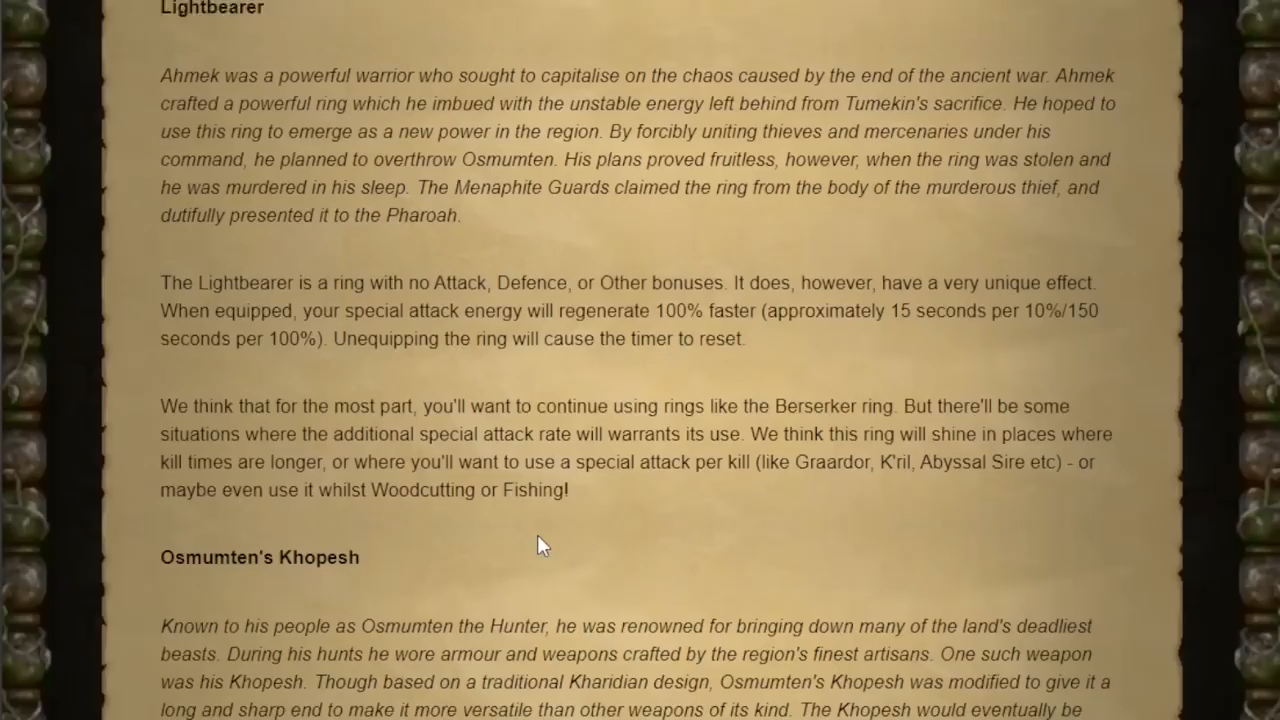 Lightbearer
Ahmek was a powerful warrior who sought to capitalise on the chaos caused by the end of the ancient war. Ahmek
crafted a powerful ring which he imbued with the unstable energy left behind from Tumekin's sacrifice. He hoped to
use this ring to emerge as a new power in the region. By forcibly uniting thieves and mercenaries under his
command, he planned to overthrow Osmumten. His plans proved fruitless, however, when the ring was stolen and
he was murdered in his sleep. The Menaphite Guards claimed the ring from the body of the murderous thief, and
dutifully presented it to the Pharoah.
The Lightbearer is a ring with no Attack, Defence, or Other bonuses. It does, however, have a very unique effect.
When equipped, your special attack energy will regenerate 100% faster (approximately 15 seconds per 10%/150
seconds per 100%). Unequipping the ring will cause the timer to reset.
We think that for the most part, you'll want to continue using rings like the Berserker ring. But there'll be some
situations where the additional special attack rate will warrants its use. We think this ring will shine in places where
kill times are longer, or where you'll want to use a special attack per kill (like Graardor, K'ril, Abyssal Sire etc) - or
maybe even use it whilst Woodcutting or Fishing!
Osmumten's Khopesh
Known to his people as Osmumten the Hunter, he was renowned for bringing down many of the land's deadliest
beasts. During his hunts he wore armour and weapons crafted by the region's finest artisans. One such weapon
was his Khopesh. Though based on a traditional Kharidian design, Osmumten's Khopesh was modified to give it a
long and sharp end to make it more versatile than other weapons of its kind. The Khopesh would eventually be